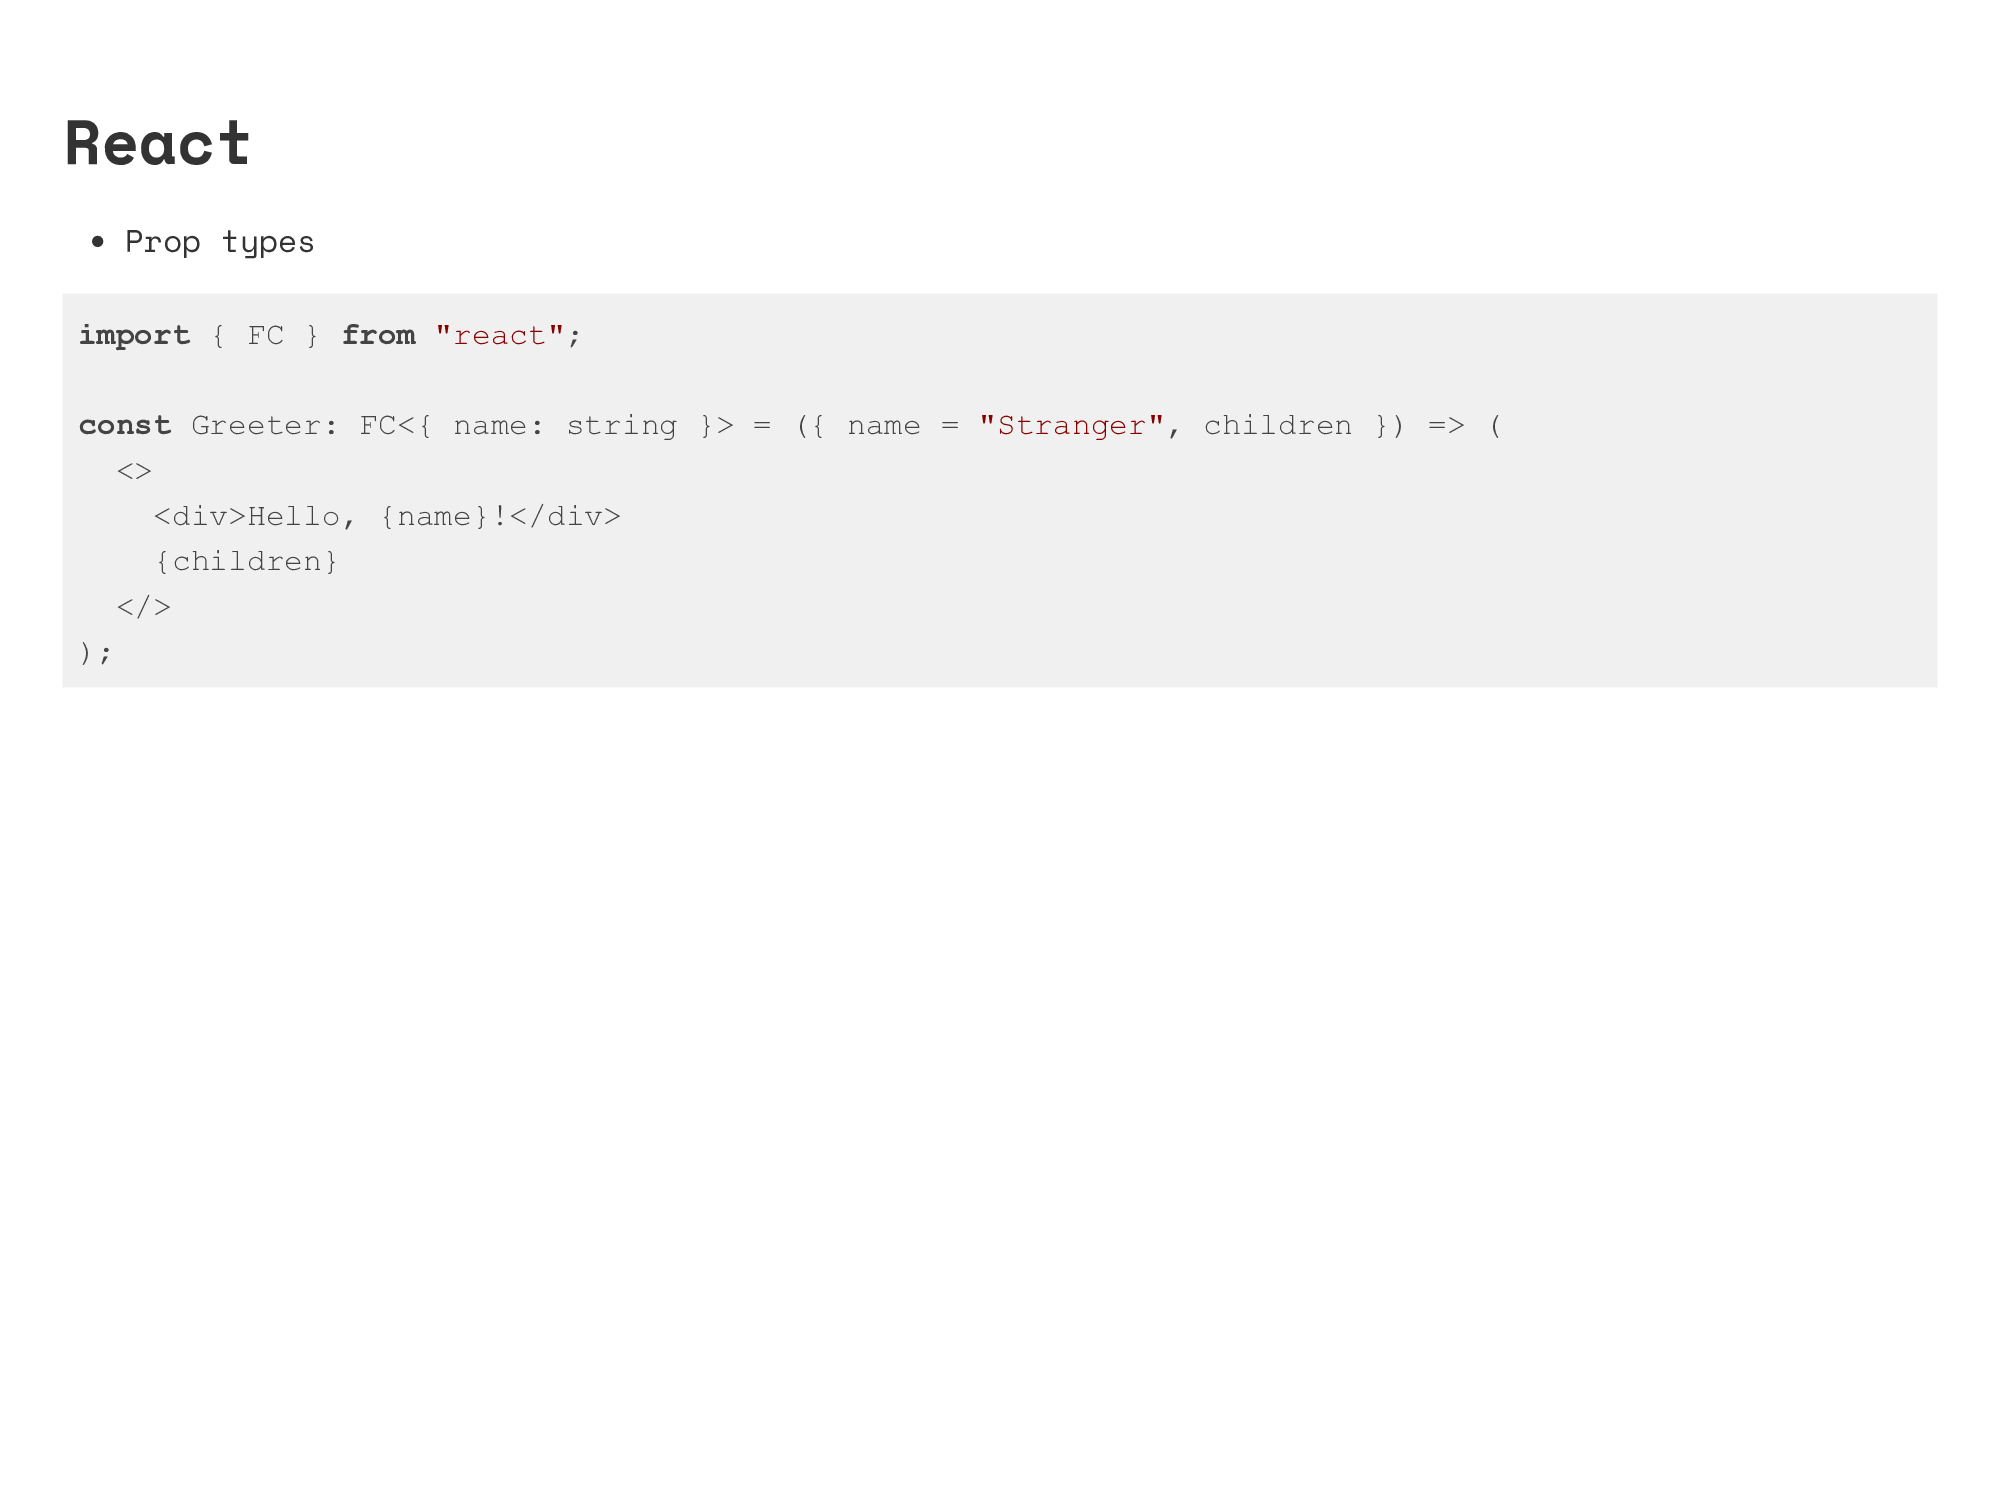 React
• Prop types
import { FC } from "react";
const Greeter: FC<{ name: string }> = ({ name = "Stranger", children }) => (
  <>
    <div>Hello, {name}!</div>
    {children}
  </>
);